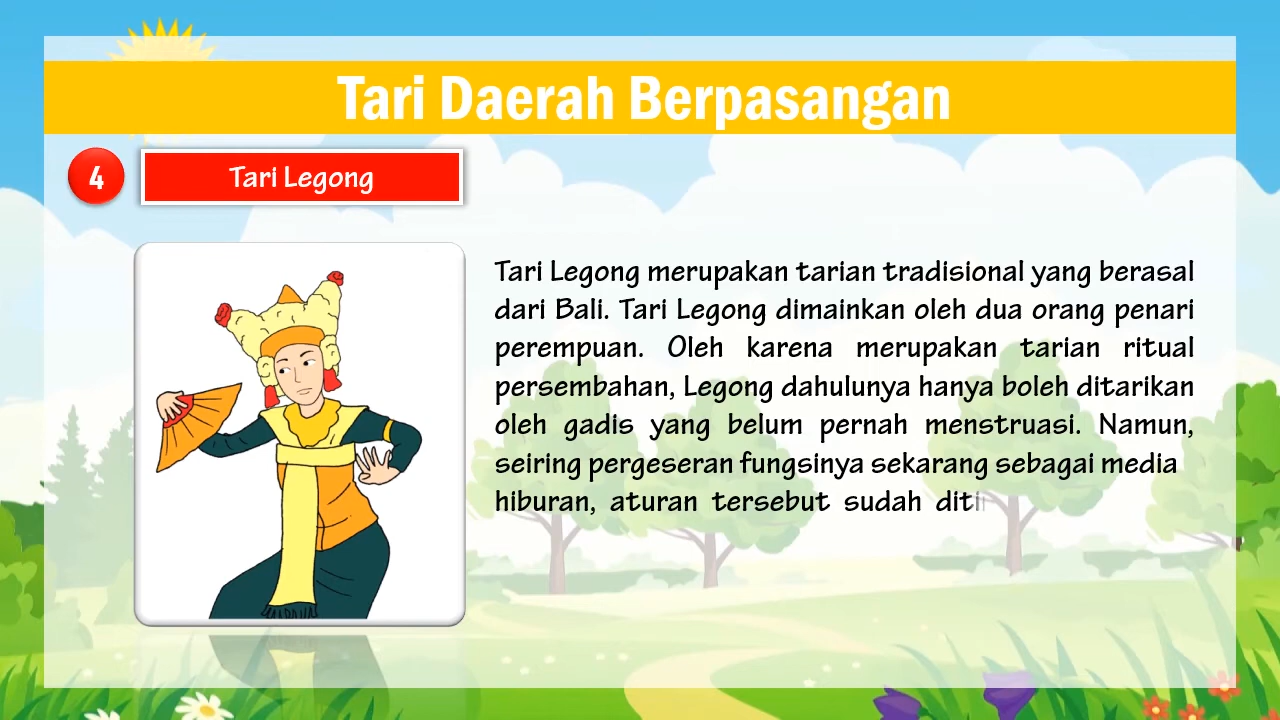 Tari Daerah Berpasangan
4
Tari Legong
Tari Legong merupakan tarian tradisional yang berasal
dari Bali. Tari Legong dimainkan oleh dua orang penari
perempuan. Oleh karena merupakan tarian ritual
persembahan, Legong dahulunya hanya boleh ditarikan
oleh gadis yang belum pernah menstruasi. Namun,
seiring pergeseran fungsinya sekarang sebagai media
hiburan, aturan tersebut sudah